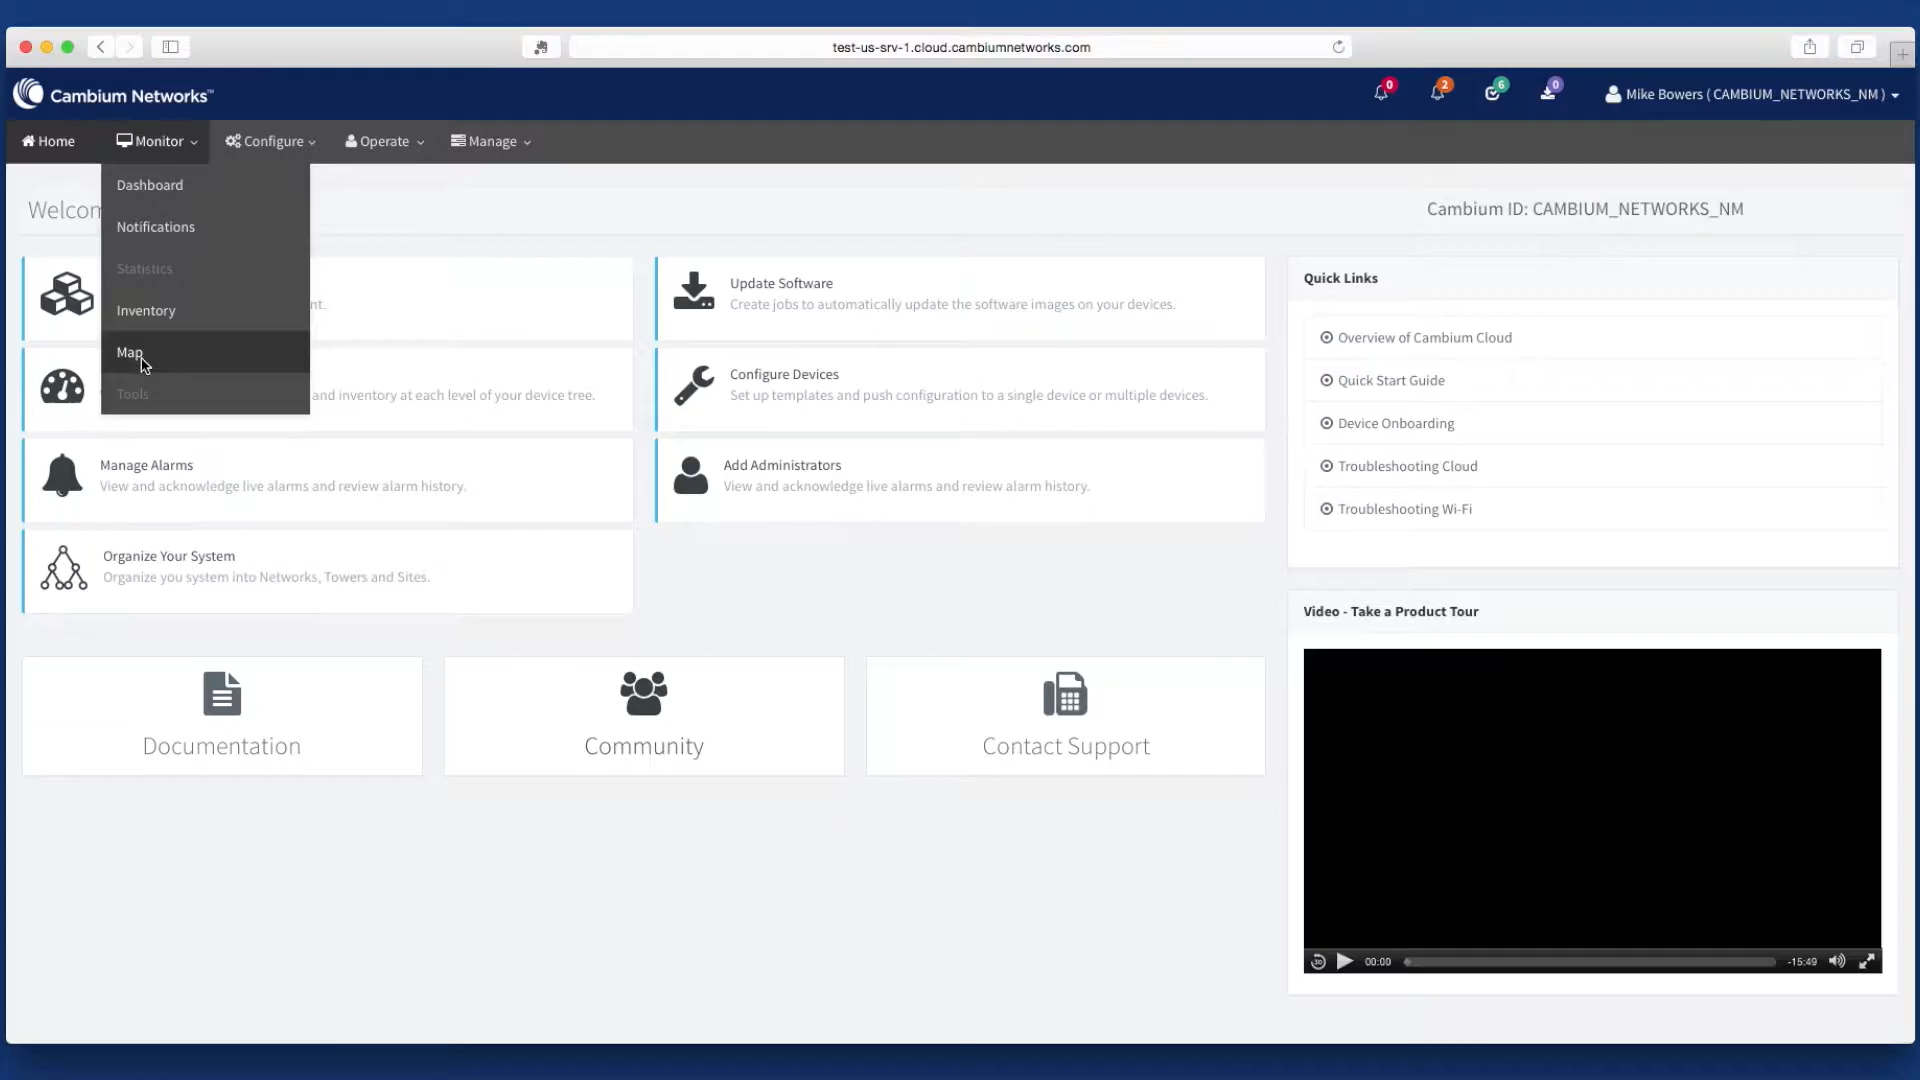 test-us-srv-1.cloud.cambiumnetworks.com
Cambium Networks™
0
2
6
0
Mike Bowers ( CAMBIUM_NETWORKS_NM )
Home
Monitor
Configure
Operate
Manage
Dashboard
Notifications
Statistics
Inventory
Map
Tools
Welcom
Cambium ID: CAMBIUM_NETWORKS_NM
nt.
and inventory at each level of your device tree.
Manage Alarms
View and acknowledge live alarms and review alarm history.
Organize Your System
Organize you system into Networks, Towers and Sites.
Update Software
Create jobs to automatically update the software images on your devices.
Configure Devices
Set up templates and push configuration to a single device or multiple devices.
Add Administrators
View and acknowledge live alarms and review alarm history.
Quick Links
Overview of Cambium Cloud
Quick Start Guide
Device Onboarding
Troubleshooting Cloud
Troubleshooting Wi-Fi
Documentation
Community
Contact Support
Video - Take a Product Tour
30
00:00
-15:49